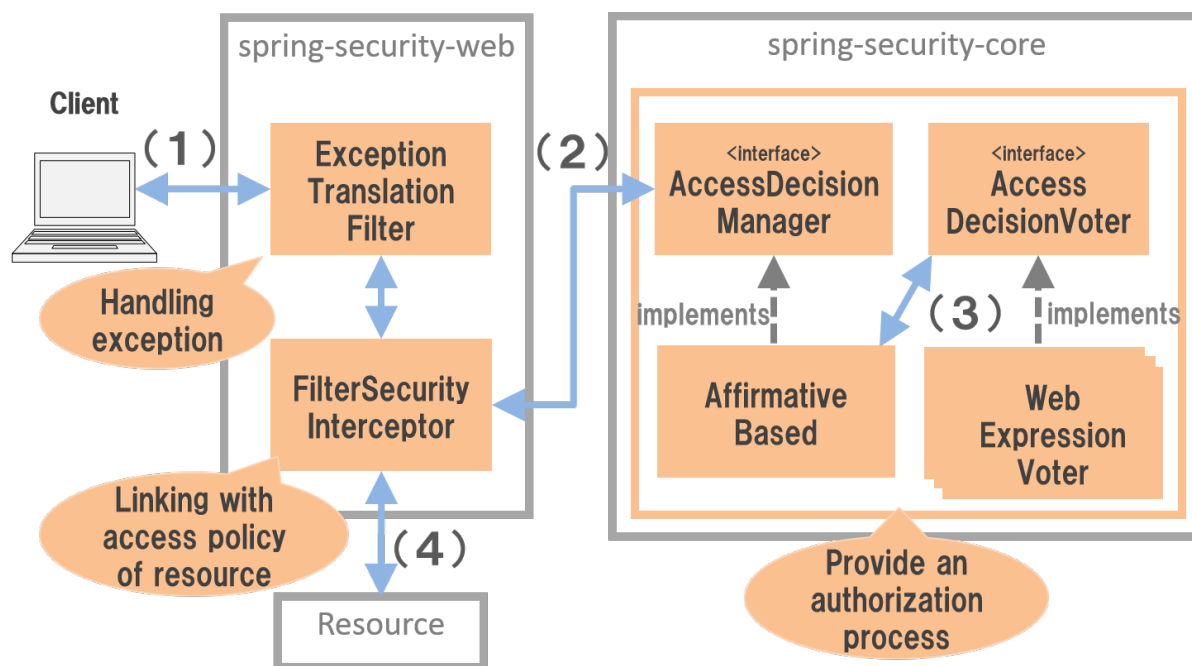 spring-security-web
spring-security-core
Client
(1)
Exception
Translation
Filter
(2)
<interface>
AccessDecision
Manager
<interface>
Access
DecisionVoter
Handling
exception
implements
(3)
implements
FilterSecurity
Interceptor
Affirmative
Based
Web
Expression
Voter
Linking with
access policy
of resource
(4)
Provide an
authorization
process
Resource